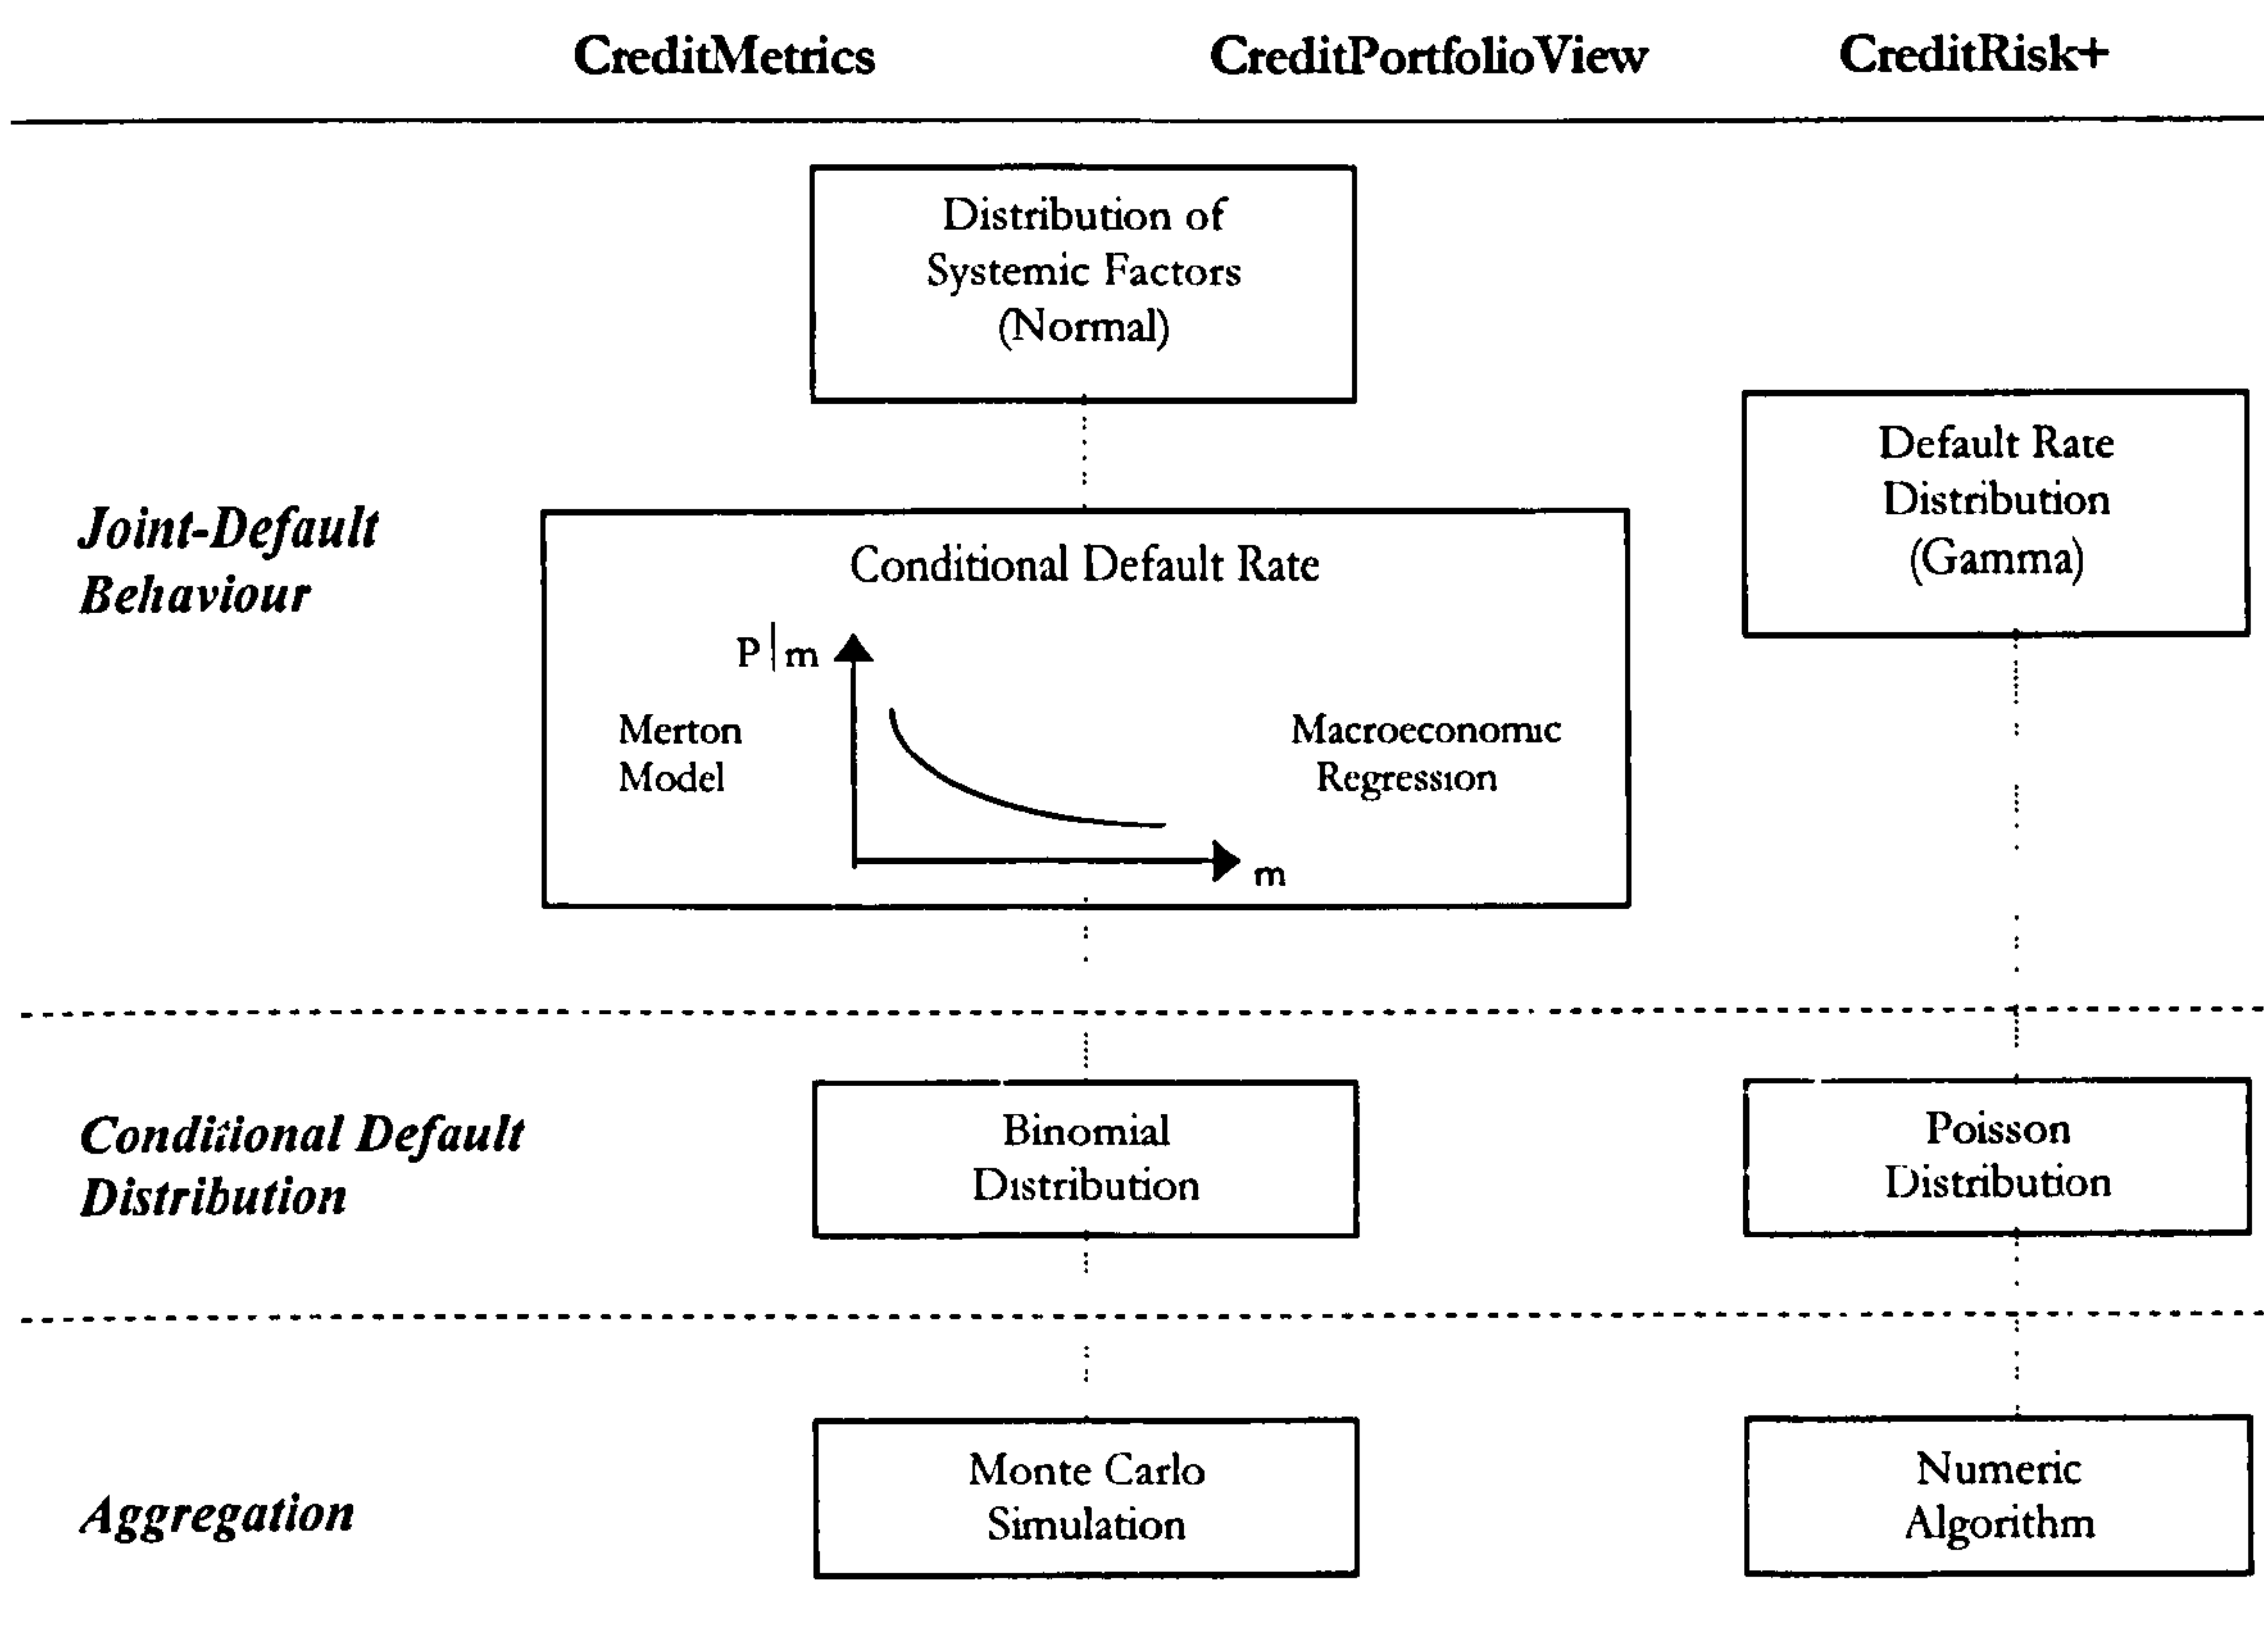 CreditMetrics CreditPortfolioView CreditRisk+
Distribution of
Systemic Factors
(Normal)
Default Rate
Distribution
(Gamma)
Joint-Default
Behaviour
Conditional Default Rate
P|m
Merton
Model
Macroeconomic
Regression
m
Conditional Default
Distribution
Binomial
Distribution
Poisson
Distribution
Aggregation
Monte Carlo
Simulation
Numeric
Algorithm